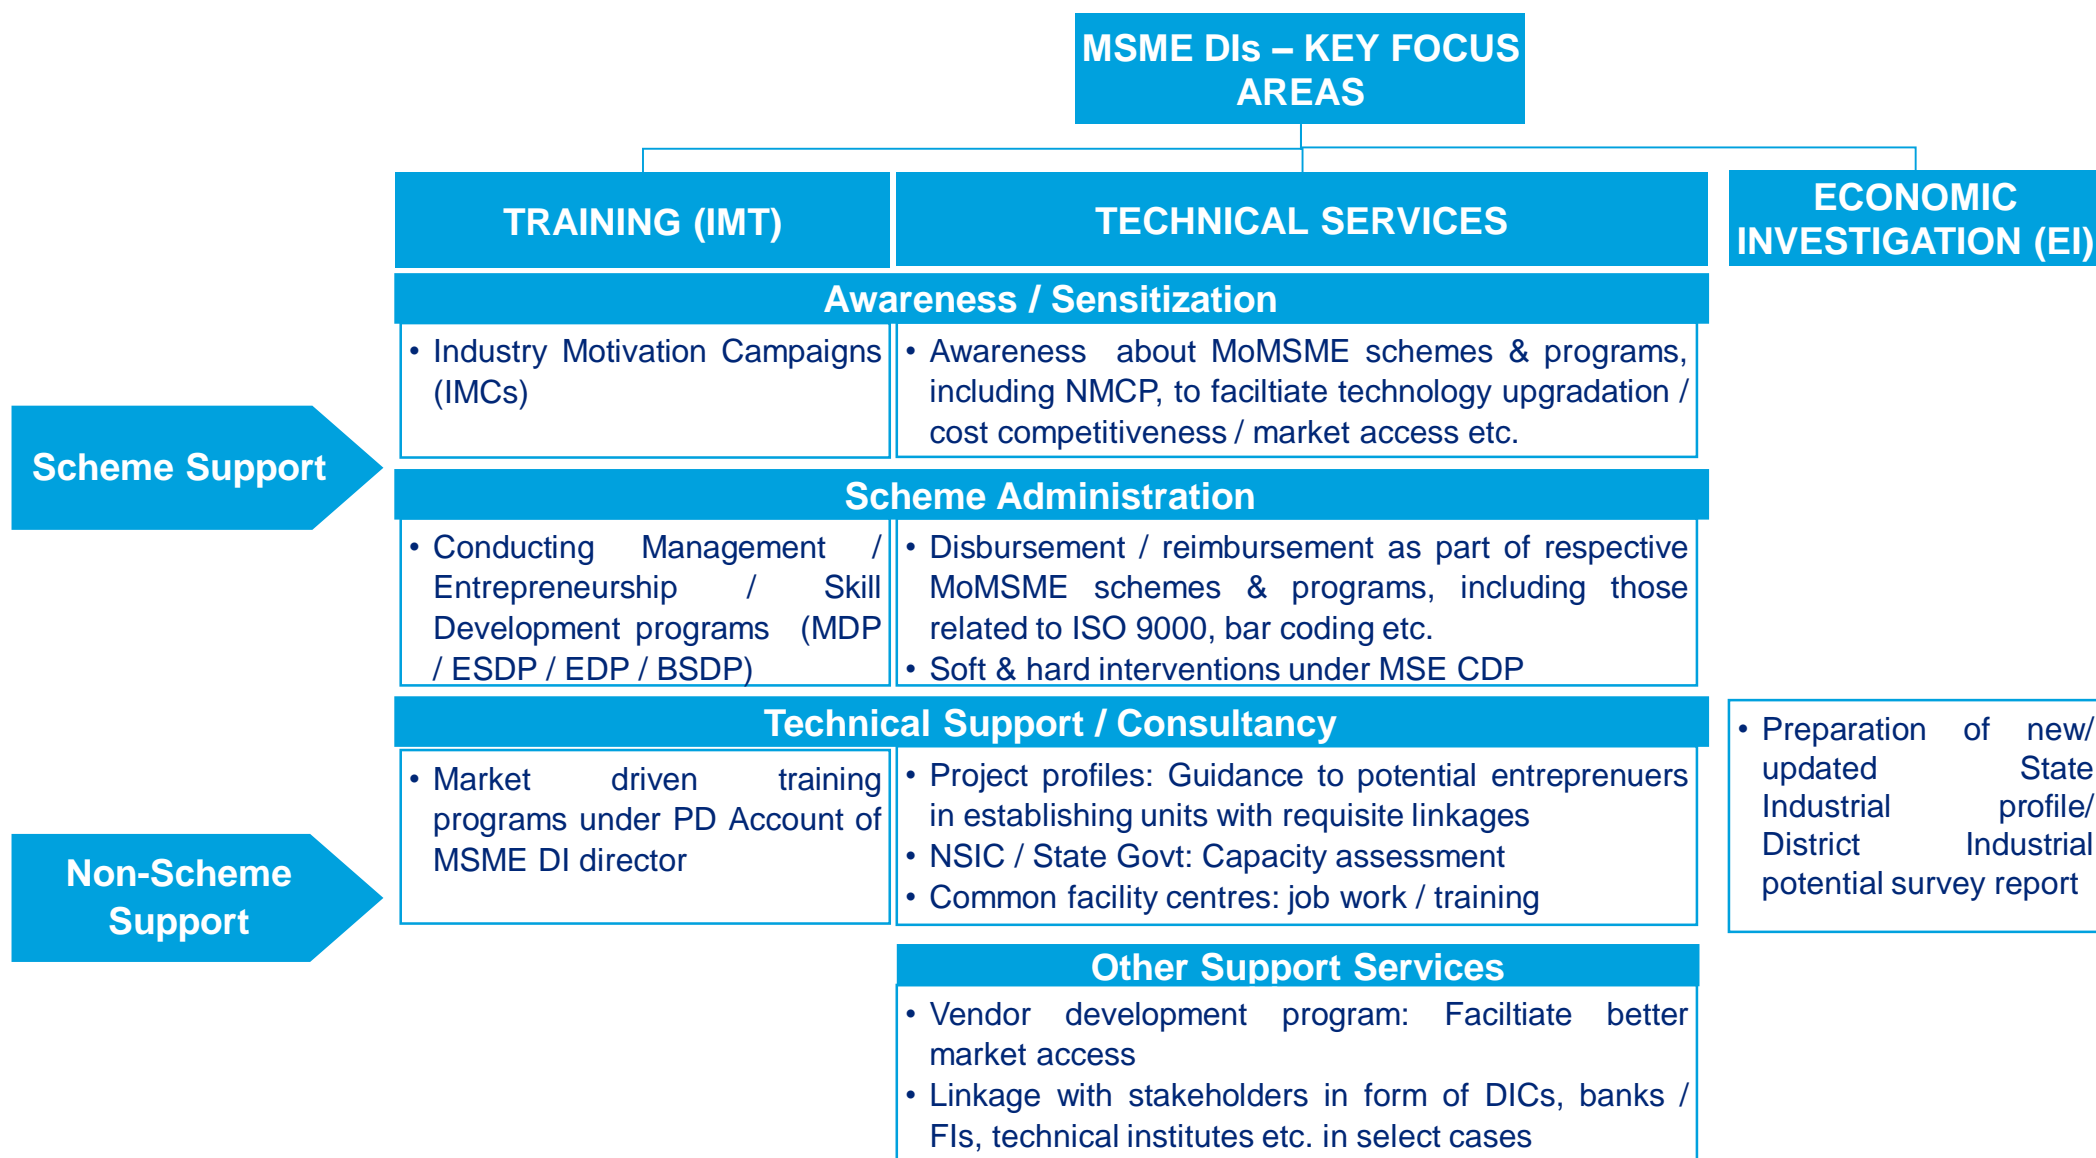 MSME DIs – KEY FOCUS
AREAS
TRAINING (IMT)
TECHNICAL SERVICES
ECONOMIC
INVESTIGATION (EI)
Awareness / Sensitization
• Industry Motivation Campaigns
(IMCs)
• Awareness about MoMSME schemes & programs,
including NMCP, to faciltiate technology upgradation /
cost competitiveness / market access etc.
Scheme Support
Scheme Administration
• Conducting Management /
Entrepreneurship / Skill
Development programs (MDP
/ ESDP / EDP / BSDP)
• Disbursement / reimbursement as part of respective
MoMSME schemes & programs, including those
related to ISO 9000, bar coding etc.
• Soft & hard interventions under MSE CDP
Technical Support / Consultancy
• Market driven training
programs under PD Account of
MSME DI director
• Project profiles: Guidance to potential entreprenuers
in establishing units with requisite linkages
• NSIC / State Govt: Capacity assessment
• Common facility centres: job work / training
• Preparation of new/
updated State
Industrial profile/
District Industrial
potential survey report
Non-Scheme
Support
Other Support Services
• Vendor development program: Faciltiate better
market access
• Linkage with stakeholders in form of DICs, banks /
FIs, technical institutes etc. in select cases